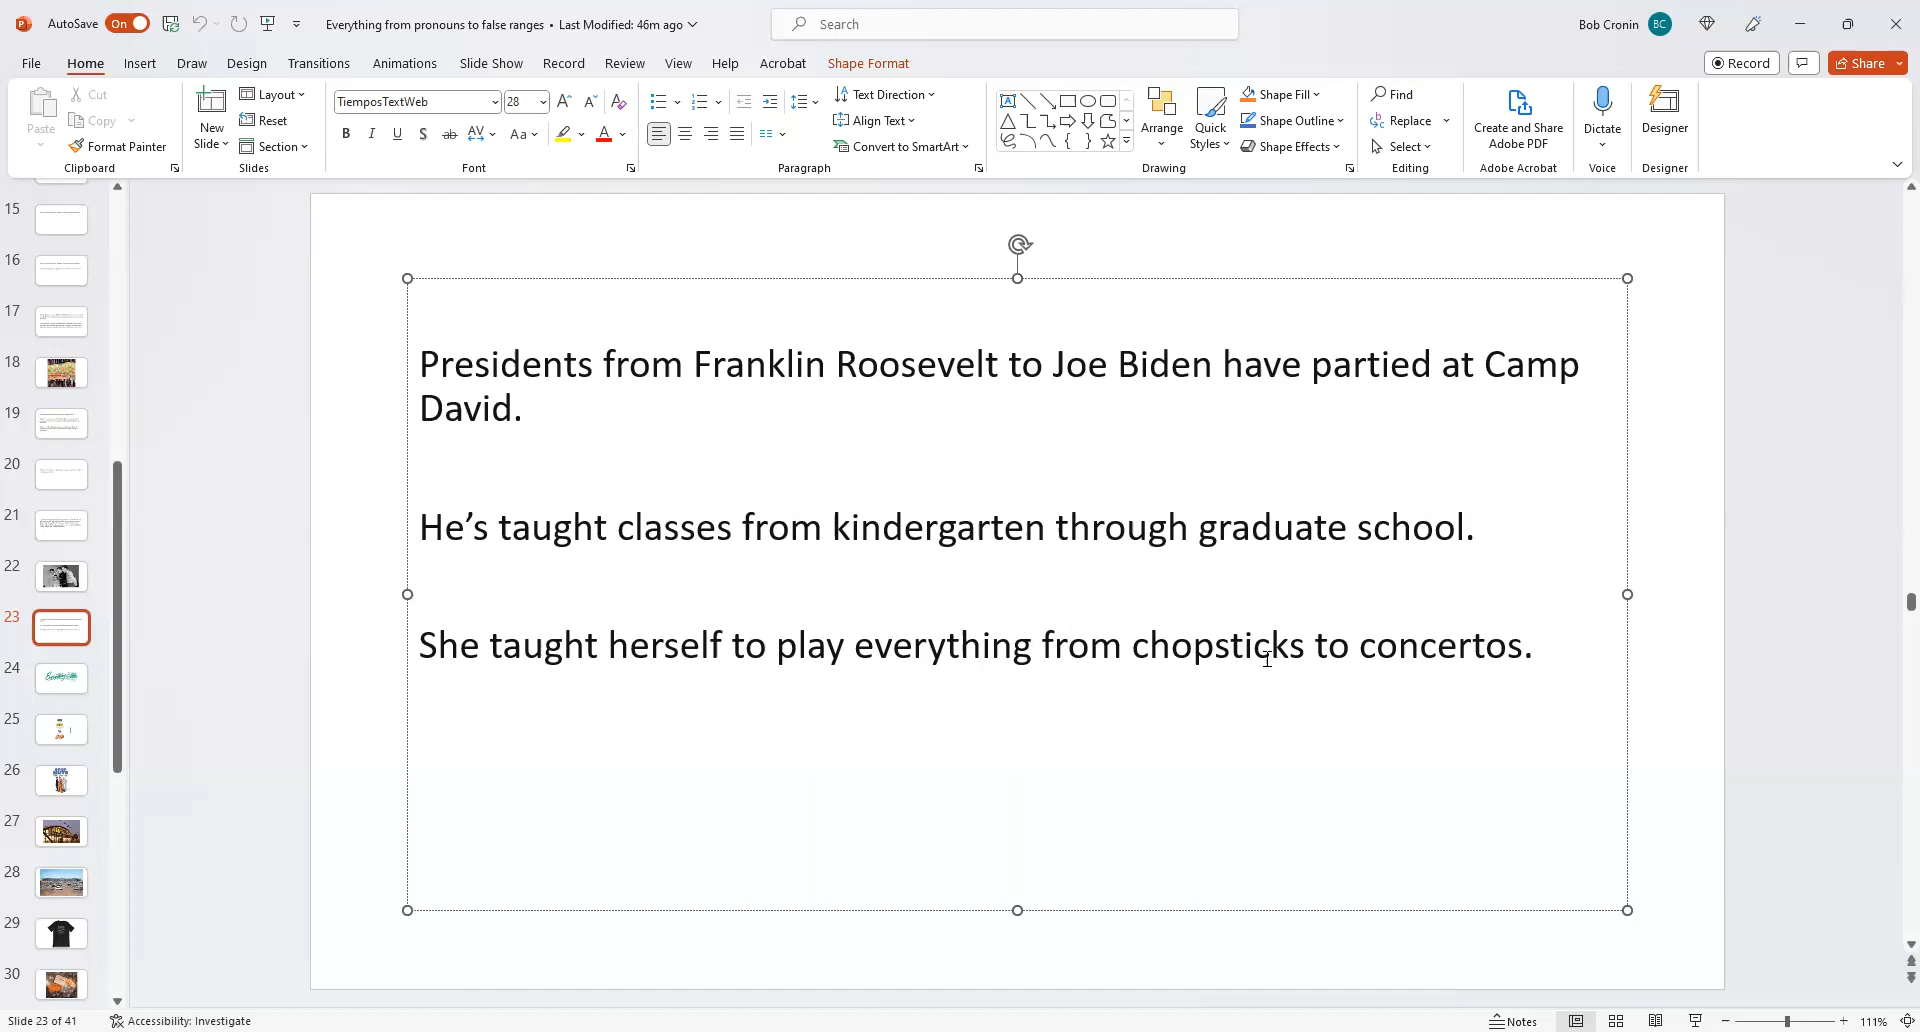 AutoSave On Everything from pronouns to false ranges • Last Modified: 46m ago Search Bob Cronin BC
File Home Insert Draw Design Transitions Animations Slide Show Record Review View Help Acrobat Shape Format Record Share
Paste Cut Copy Format Painter Clipboard
New Slide Layout Reset Section Slides
TiemposTextWeb 28 B I U S ab AV Aa A Font
Text Direction Align Text Convert to SmartArt Paragraph
Arrange Quick Styles Shape Fill Shape Outline Shape Effects Drawing
Find Replace Select Editing
Create and Share Adobe PDF Adobe Acrobat
Dictate Voice
Designer Designer
15
16
17
18
19
20
21
22
23
24
25
26
27
28
29
30
Presidents from Franklin Roosevelt to Joe Biden have partied at Camp
David.
He’s taught classes from kindergarten through graduate school.
She taught herself to play everything from chopsticks to concertos.
Slide 23 of 41 Accessibility: Investigate Notes 111%